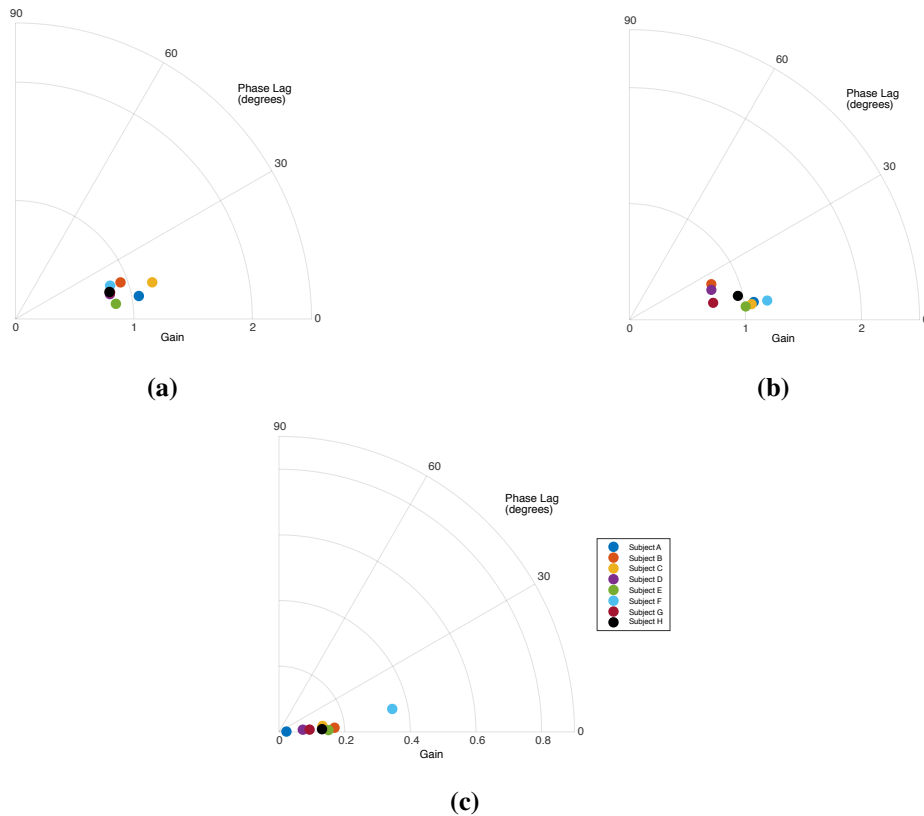 90
60
Phase Lag
(degrees)
30
0
0
1
2
Gain
(a)
90
60
Phase Lag
(degrees)
30
0
1
2
Gain
(b)
90
60
Phase Lag
(degrees)
30
0
0
0.2
0.4
0.6
0.8
Gain
Subject A
Subject B
Subject C
Subject D
Subject E
Subject F
Subject G
Subject H
(c)